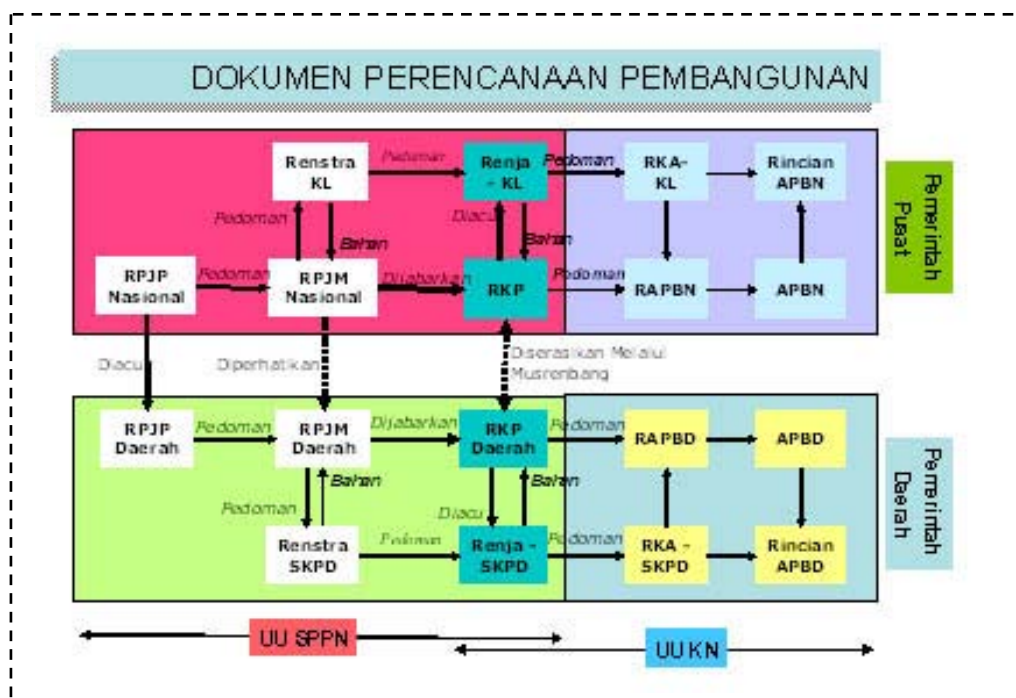 DOKUMEN PERENCANAAN PEMBANGUNAN
Renstra
KL
Pedoman
Renja
- KL
Pedoman
RKA-
KL
Rincian
APBN
Pemerintah
Pusat
Pedoman
Bahan
Diacu
Bahan
RPJP
Nasional
Pedoman
RPJM
Nasional
Dijabarkan
RKP
Pedoman
RAPBN
APBN
Diacu
Diperhatikan
Diserasikan Melalui
Musrenbang
RPJP
Daerah
Pedoman
RPJM
Daerah
Dijabarkan
RKP
Daerah
Pedoman
RAPBD
APBD
Pemerintah
Daerah
Pedoman
Bahan
Diacu
Bahan
Renstra
SKPD
Pedoman
Renja -
SKPD
Pedoman
RKA -
SKPD
Rincian
APBD
UU SPPN
UU KN